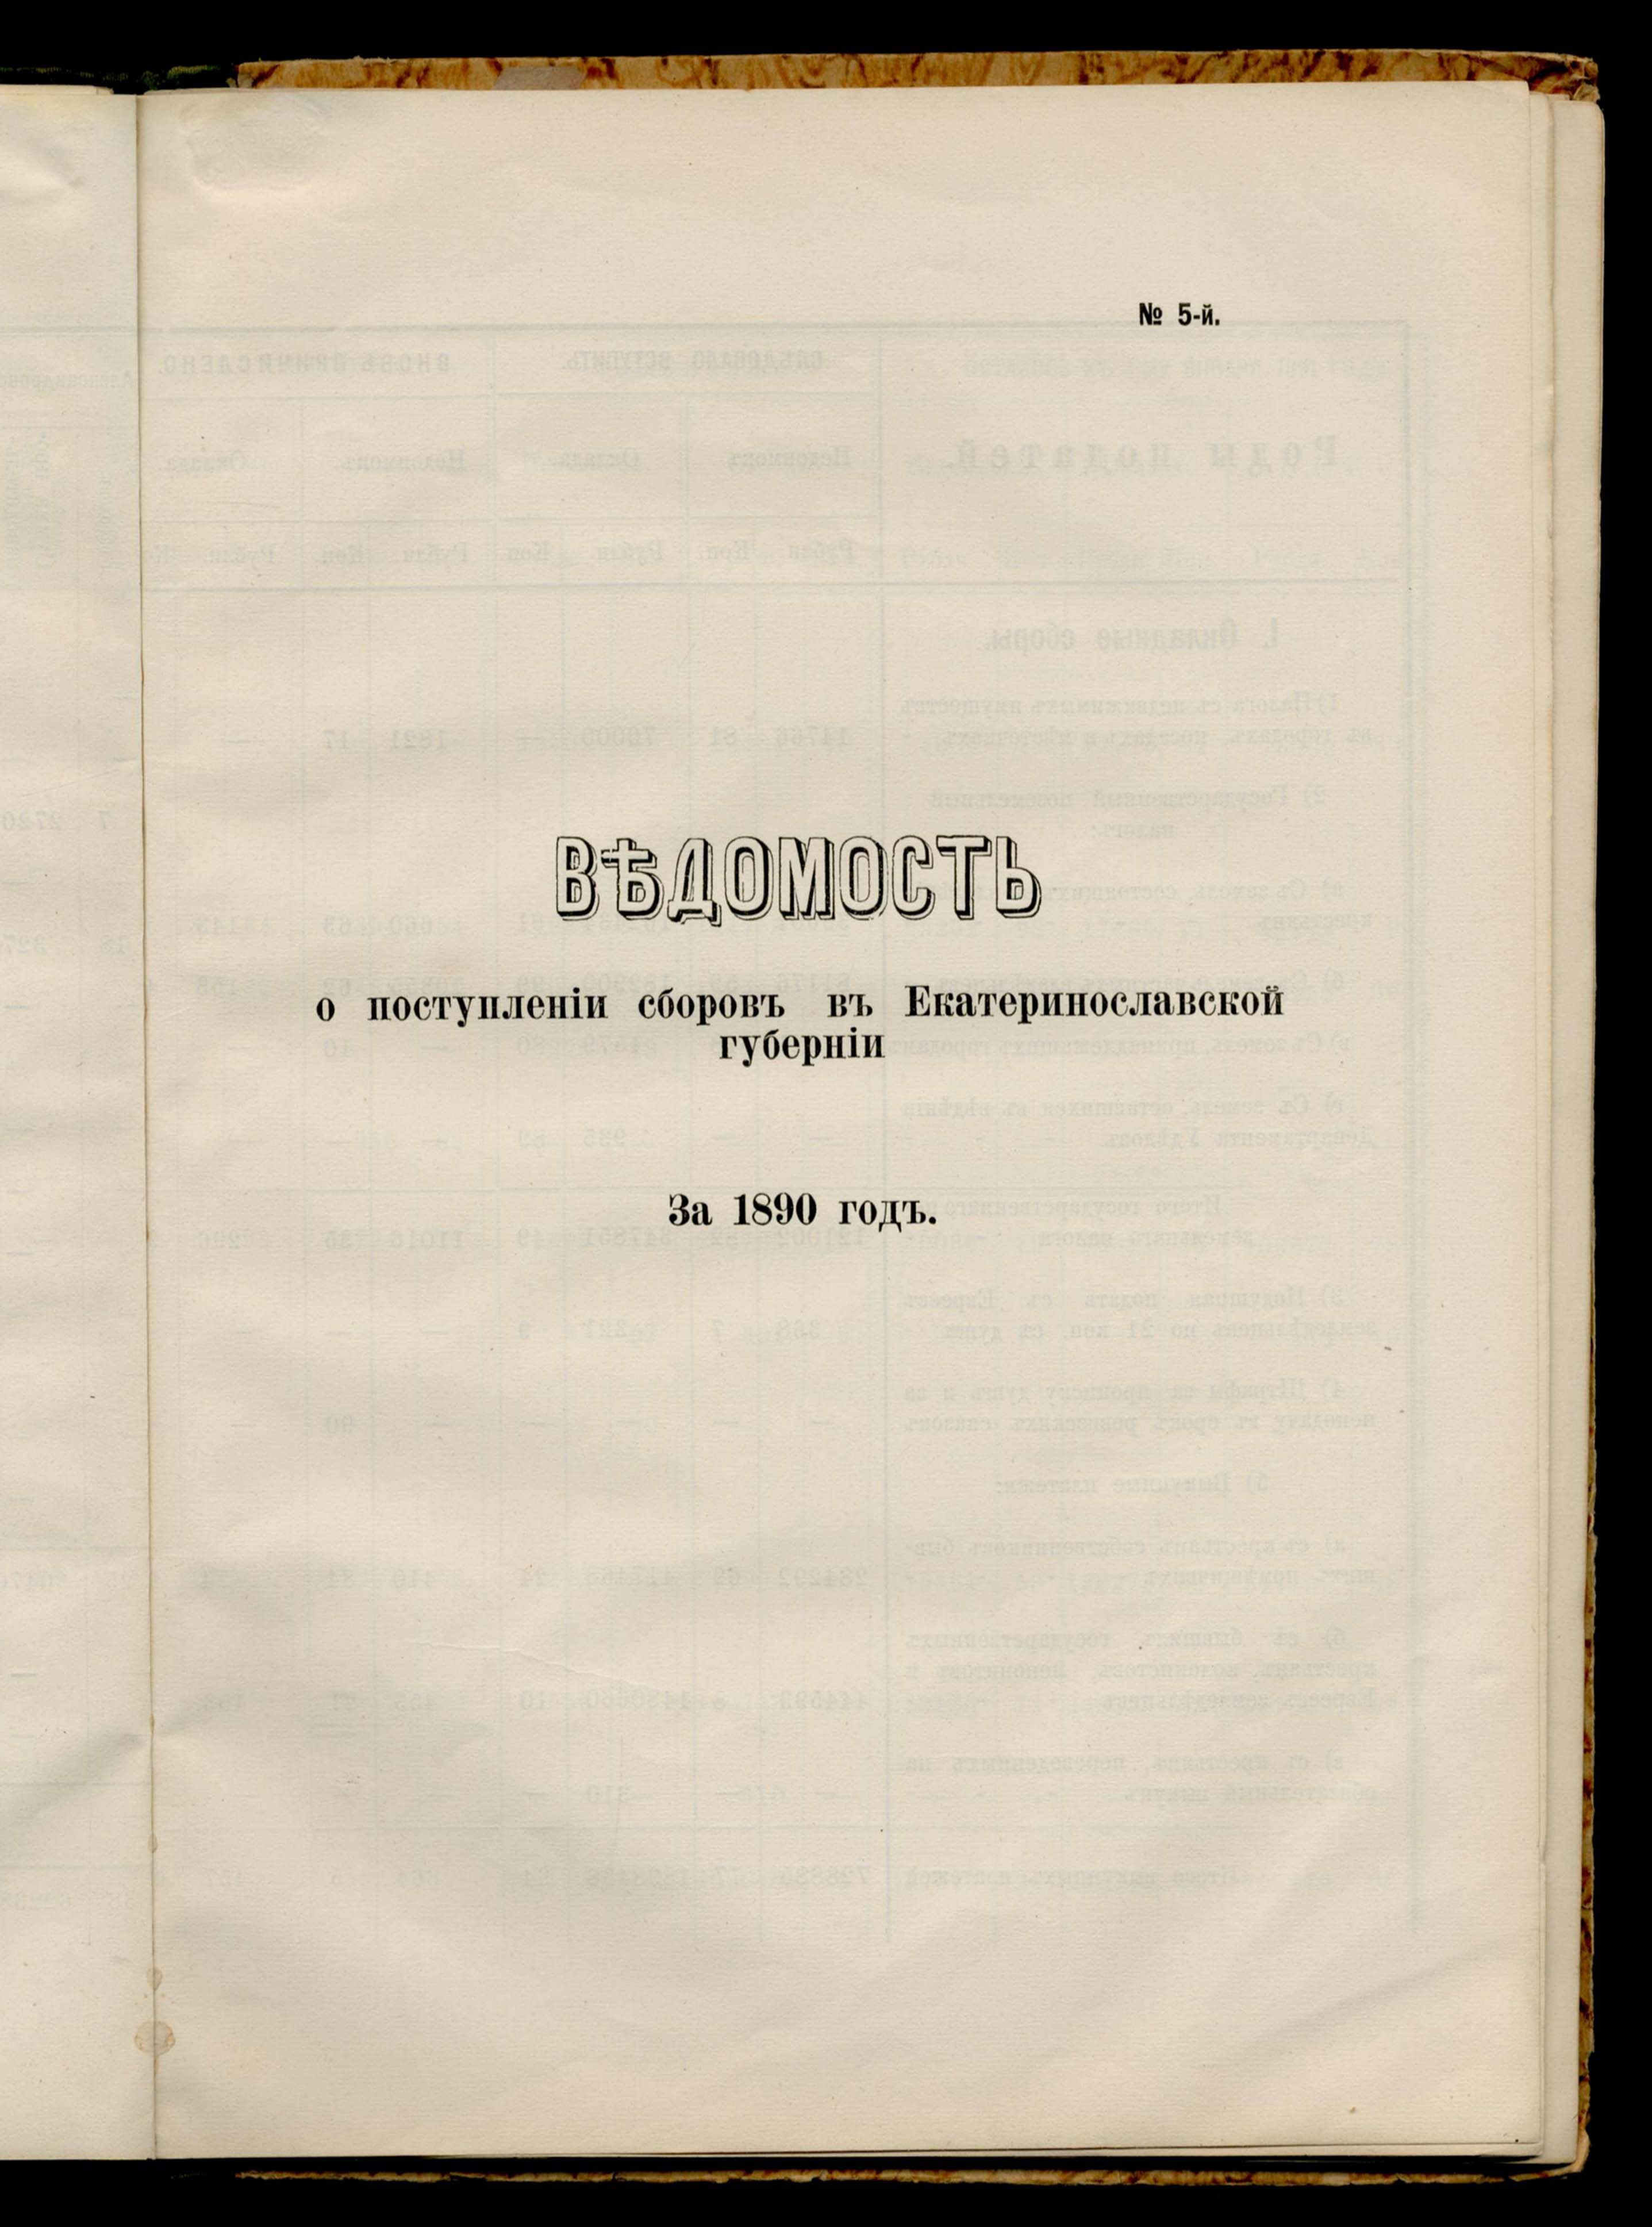 № 5-й.
ВѢДОМОСТЬ
о поступленіи сборовъ въ Екатеринославской
губерніи
За 1890 годъ.